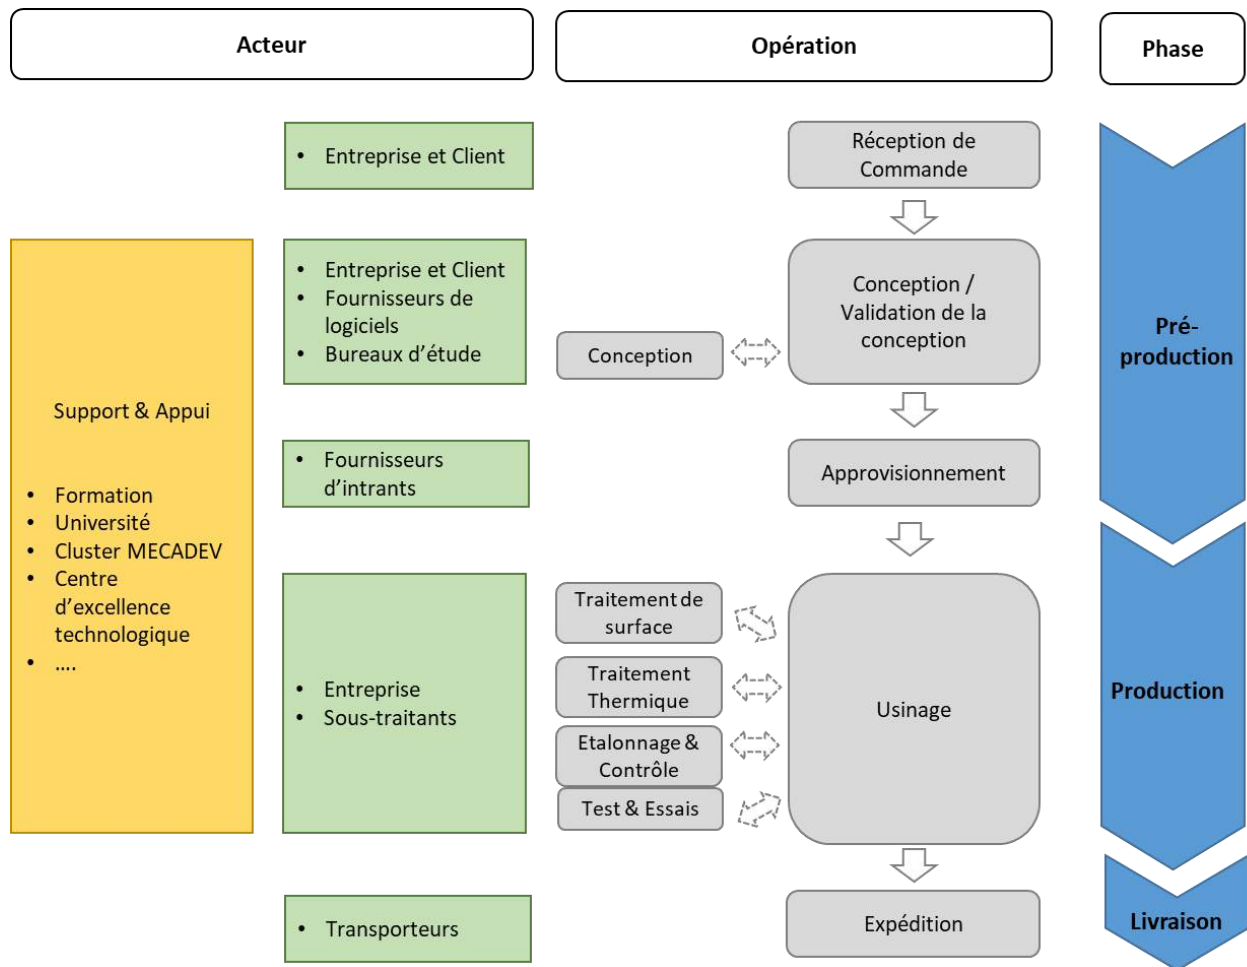 Acteur
Opération
Phase
• Entreprise et Client
Réception de
Commande
• Entreprise et Client
• Fournisseurs de
logiciels
• Bureaux d’étude
Conception
Conception /
Validation de la
conception
Pré-
production
Support & Appui
• Formation
• Université
• Cluster MECADEV
• Centre
d’excellence
technologique
• ....
• Fournisseurs
d’intrants
Approvisionnement
• Entreprise
• Sous-traitants
Traitement de
surface
Traitement
Thermique
Etalonnage &
Contrôle
Test & Essais
Usinage
Production
• Transporteurs
Expédition
Livraison